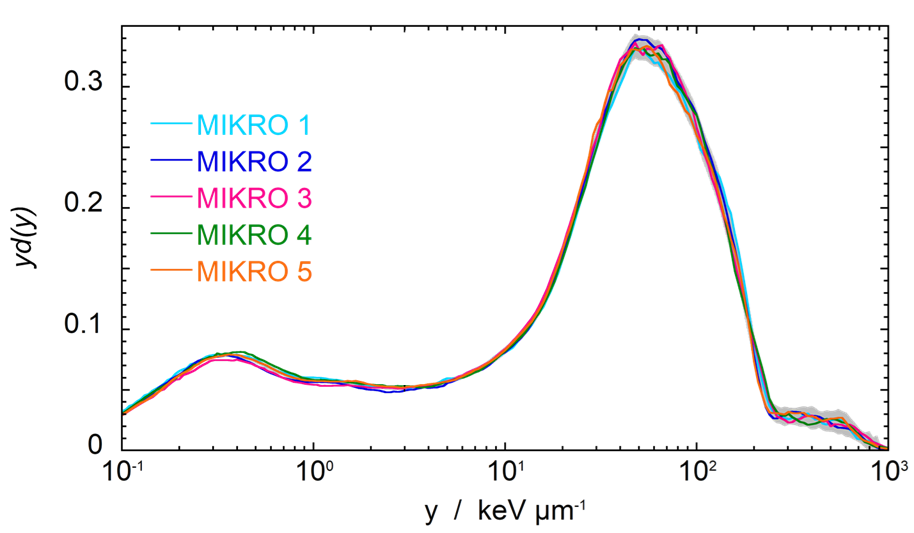 0.3
0.2
0.1
0
yd(y)
MIKRO 1
MIKRO 2
MIKRO 3
MIKRO 4
MIKRO 5
10⁻¹ 10⁰ 10¹ 10² 10³
y / keV µm⁻¹